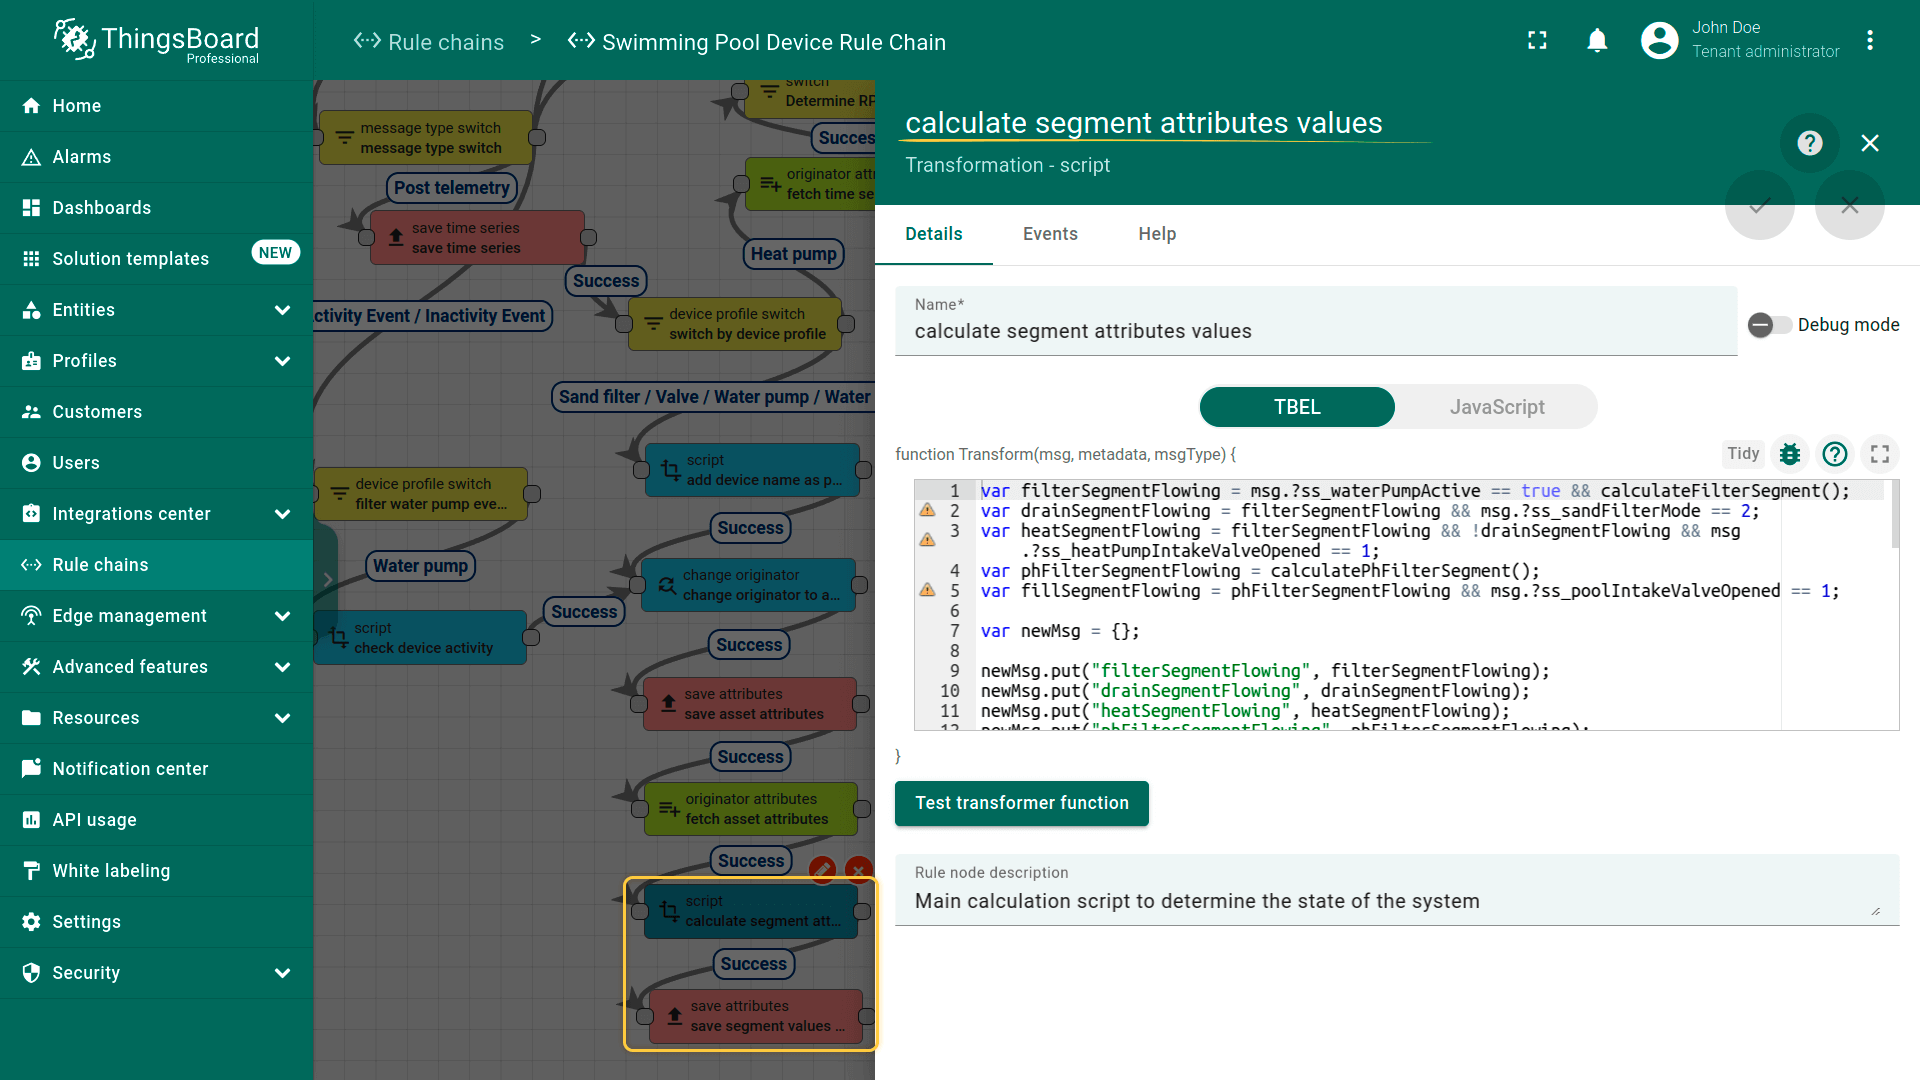 ThingsBoard
Professional
Rule chains > Swimming Pool Device Rule Chain
John Doe
Tenant administrator
Home
Alarms
Dashboards
Solution templates
NEW
Entities
Profiles
Customers
Users
Integrations center
Rule chains
Edge management
Advanced features
Resources
Notification center
API usage
White labeling
Settings
Security
switch
Determine RP
message type switch
message type switch
Succes
Post telemetry
originator att
fetch time se
save time series
save time series
Heat pump
Success
ctivity Event / Inactivity Event
device profile switch
switch by device profile
Sand filter / Valve / Water pump / Water
script
add device name as p...
device profile switch
filter water pump eve...
Success
Water pump
change originator
change originator to a...
Success
script
check device activity
Success
save attributes
save asset attributes
Success
originator attributes
fetch asset attributes
Success
script
calculate segment att...
Success
save attributes
save segment values ...
calculate segment attributes values
Transformation - script
Details
Events
Help
Name*
calculate segment attributes values
Debug mode
TBEL
JavaScript
function Transform(msg, metadata, msgType) {
Tidy
1 var filterSegmentFlowing = msg.?ss_waterPumpActive == true && calculateFilterSegment();
2 var drainSegmentFlowing = filterSegmentFlowing && msg.?ss_sandFilterMode == 2;
3 var heatSegmentFlowing = filterSegmentFlowing && !drainSegmentFlowing && msg
.?ss_heatPumpIntakeValveOpened == 1;
4 var phFilterSegmentFlowing = calculatePhFilterSegment();
5 var fillSegmentFlowing = phFilterSegmentFlowing && msg.?ss_poolIntakeValveOpened == 1;
6
7 var newMsg = {};
8
9 newMsg.put("filterSegmentFlowing", filterSegmentFlowing);
10 newMsg.put("drainSegmentFlowing", drainSegmentFlowing);
11 newMsg.put("heatSegmentFlowing", heatSegmentFlowing);
12 newMsg.put("phFilterSegmentFlowing", phFilterSegmentFlowing);
}
Test transformer function
Rule node description
Main calculation script to determine the state of the system